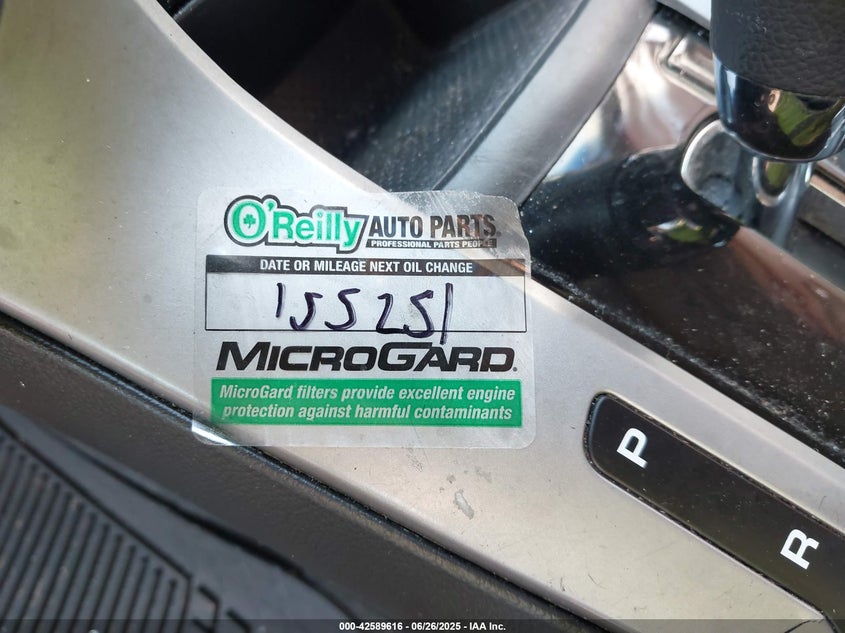 O'Reilly AUTO PARTS
PROFESSIONAL PARTS PEOPLE
DATE OR MILEAGE NEXT OIL CHANGE
155251
MICROGARD
MicroGard filters provide excellent engine
protection against harmful contaminants
P
R
000-42589616 - 06/26/2025 - IAA Inc.